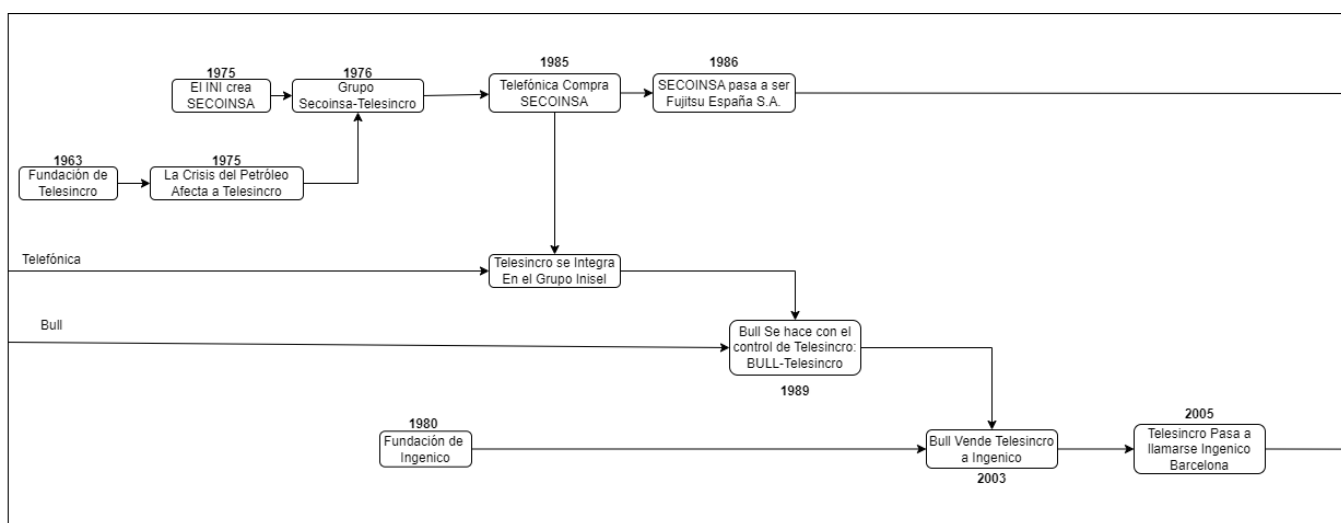 1975
El INI crea
SECOINSA
1976
Grupo
Secoinsa-Telesincro
1985
Telefónica Compra
SECOINSA
1986
SECOINSA pasa a ser
Fujitsu España S.A.
1963
Fundación de
Telesincro
1975
La Crisis del Petróleo
Afecta a Telesincro
Telefónica
Telesincro se Integra
En el Grupo Inisel
Bull
Bull Se hace con el
control de Telesincro:
BULL-Telesincro
1989
1980
Fundación de
Ingenico
Bull Vende Telesincro
a Ingenico
2003
2005
Telesincro Pasa a
llamarse Ingenico
Barcelona